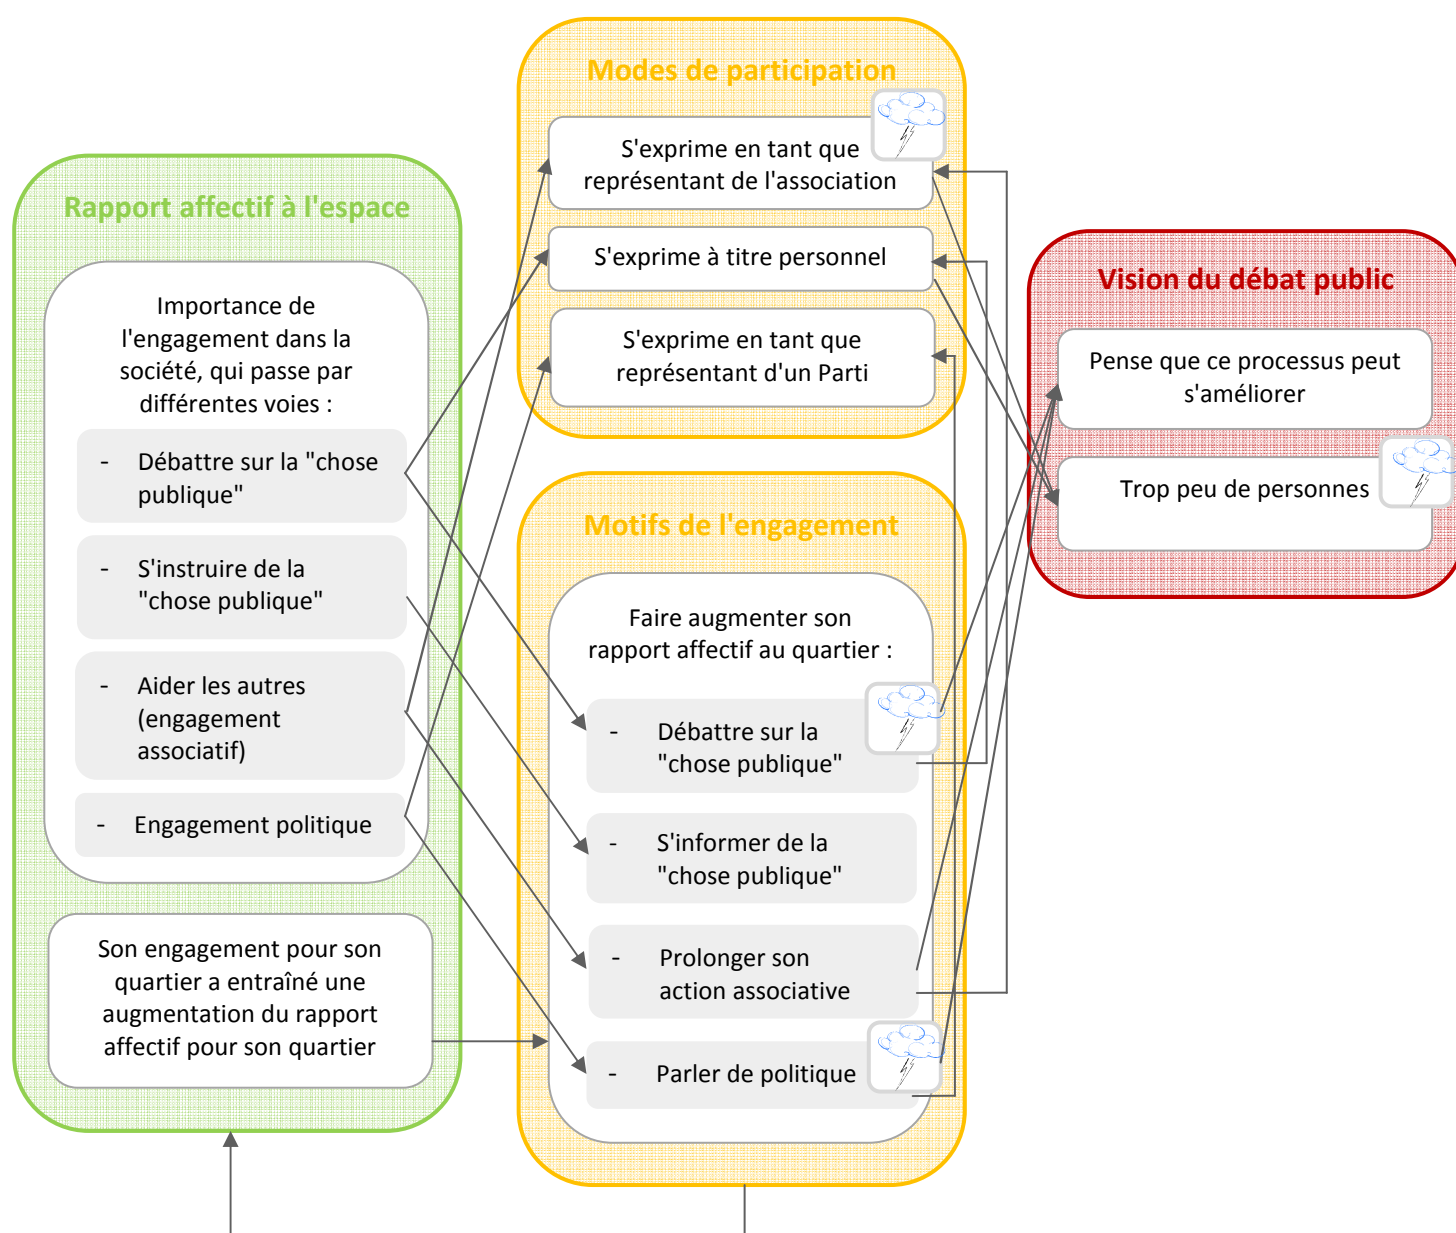 Modes de participation
S'exprime en tant que
représentant de l'association
S'exprime à titre personnel
S'exprime en tant que
représentant d'un Parti
Rapport affectif à l'espace
Importance de
l'engagement dans la
société, qui passe par
différentes voies :
- Débattre sur la "chose
publique"
- S'instruire de la
"chose publique"
- Aider les autres
(engagement
associatif)
- Engagement politique
Son engagement pour son
quartier a entraîné une
augmentation du rapport
affectif pour son quartier
Motifs de l'engagement
Faire augmenter son
rapport affectif au quartier :
- Débattre sur la
"chose publique"
- S'informer de la
"chose publique"
- Prolonger son
action associative
- Parler de politique
Vision du débat public
Pense que ce processus peut
s'améliorer
Trop peu de personnes